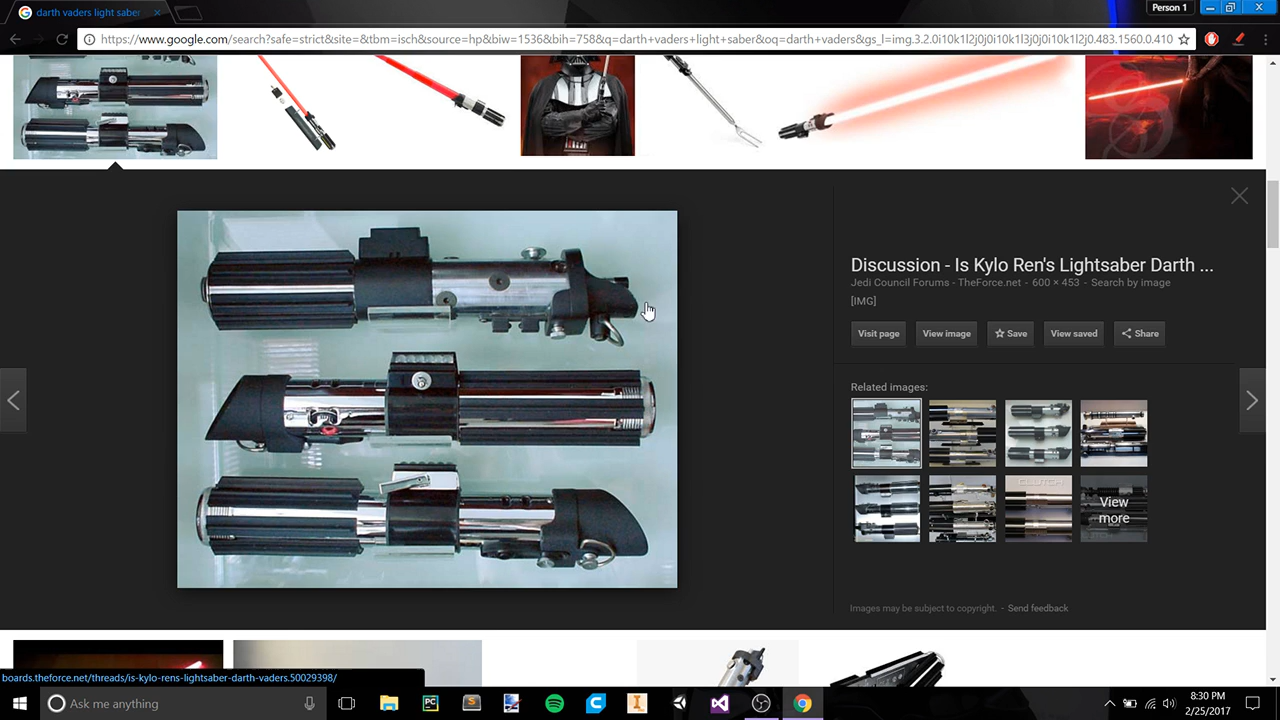 darth vaders light saber
Person 1
https://www.google.com/search?safe=strict&site=&tbm=isch&source=hp&biw=1536&bih=758&q=darth+vaders+light+saber&oq=darth+vaders&gs_l=img.3.2.0i10k1l2j0j0i10k1l3j0j0i10k1l2j0.483.1560.0.410
Discussion - Is Kylo Ren's Lightsaber Darth ...
Jedi Council Forums - TheForce.net - 600 × 453 - Search by image
[IMG]
Visit page
View image
Save
View saved
Share
Related images:
CLUTCH
View
more
Images may be subject to copyright. - Send feedback
boards.theforce.net/threads/is-kylo-rens-lightsaber-darth-vaders.50029398/
Ask me anything
8:30 PM
2/25/2017